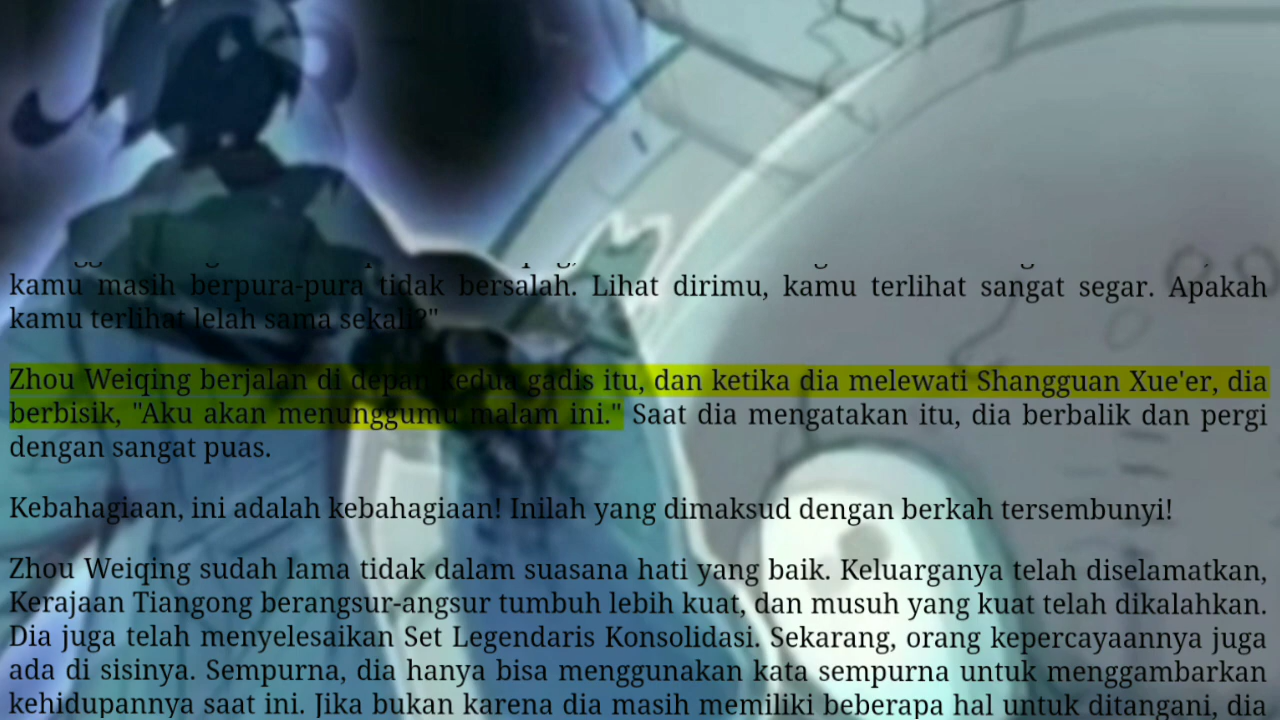 kamu masih berpura-pura tidak bersalah. Lihat dirimu, kamu terlihat sangat segar. Apakah
kamu terlihat lelah sama sekali?"
Zhou Weiqing berjalan di depan kedua gadis itu, dan ketika dia melewati Shangguan Xue'er, dia
berbisik, "Aku akan menunggumu malam ini." Saat dia mengatakan itu, dia berbalik dan pergi
dengan sangat puas.
Kebahagiaan, ini adalah kebahagiaan! Inilah yang dimaksud dengan berkah tersembunyi!
Zhou Weiqing sudah lama tidak dalam suasana hati yang baik. Keluarganya telah diselamatkan,
Kerajaan Tiangong berangsur-angsur tumbuh lebih kuat, dan musuh yang kuat telah dikalahkan.
Dia juga telah menyelesaikan Set Legendaris Konsolidasi. Sekarang, orang kepercayaannya juga
ada di sisinya. Sempurna, dia hanya bisa menggunakan kata sempurna untuk menggambarkan
kehidupannya saat ini. Jika bukan karena dia masih memiliki beberapa hal untuk ditangani, dia